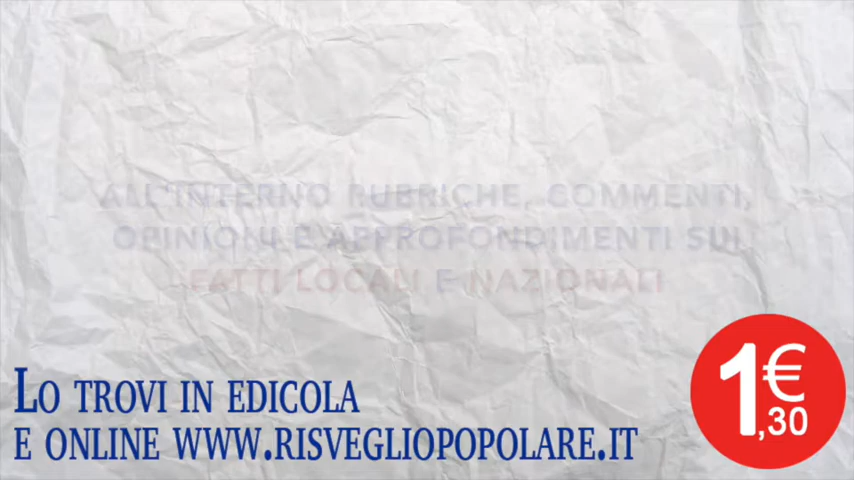 ALL'INTERNO RUBRICHE, COMMENTI,
OPINIONI E APPROFONDIMENTI SUI
FATTI LOCALI E NAZIONALI
LO TROVI IN EDICOLA
E ONLINE WWW.RISVEGLIOPOPOLARE.IT
1,30€